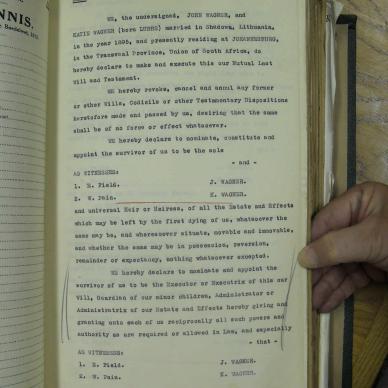 NNIS,
WE, the undersigned, JOHN WAGNER, and
KATIE WAGNER (born LURRE) married in Shadowa, Lithuania,
in the year 1895, and presently residing at JOHANNESBURG,
in the Transvaal Province, Union of South Africa, do
hereby declare to make and execute this our Mutual Last
Will and Testament.
We hereby revoke, cancel and annul any former
or other Wills, Codicils or other Testamentary Dispositions
heretofore made and passed by us, desiring that the same
shall be of no force or effect whatsoever.
WE hereby declare to nominate, constitute and
appoint the survivor of us to be the sole
- and -
AS WITNESSES:
1. E. Field. J. WAGNER.
2. W. Pain. K. WAGNER.
and universal Heir or Heiress, of all the Estate and Effects
which may be left by the first dying of us, whatsoever the
same may be, and wheresoever situate, movable and immovable,
and whether the same may be in possession, reversion,
remainder or expectancy, nothing whatsoever excepted.
WE hereby declare to nominate and appoint the
survivor of us to be the Executor or Executrix of this our
Will, Guardian of our minor children, Administrator or
Administratrix of our Estate and Effects hereby giving and
granting unto each of us reciprocally all such powers and
authority as are required or allowed in Law, and especially
- that -
AS WITNESSES:
1. E. Field. J. WAGNER.
2. W. Pain. K. WAGNER.